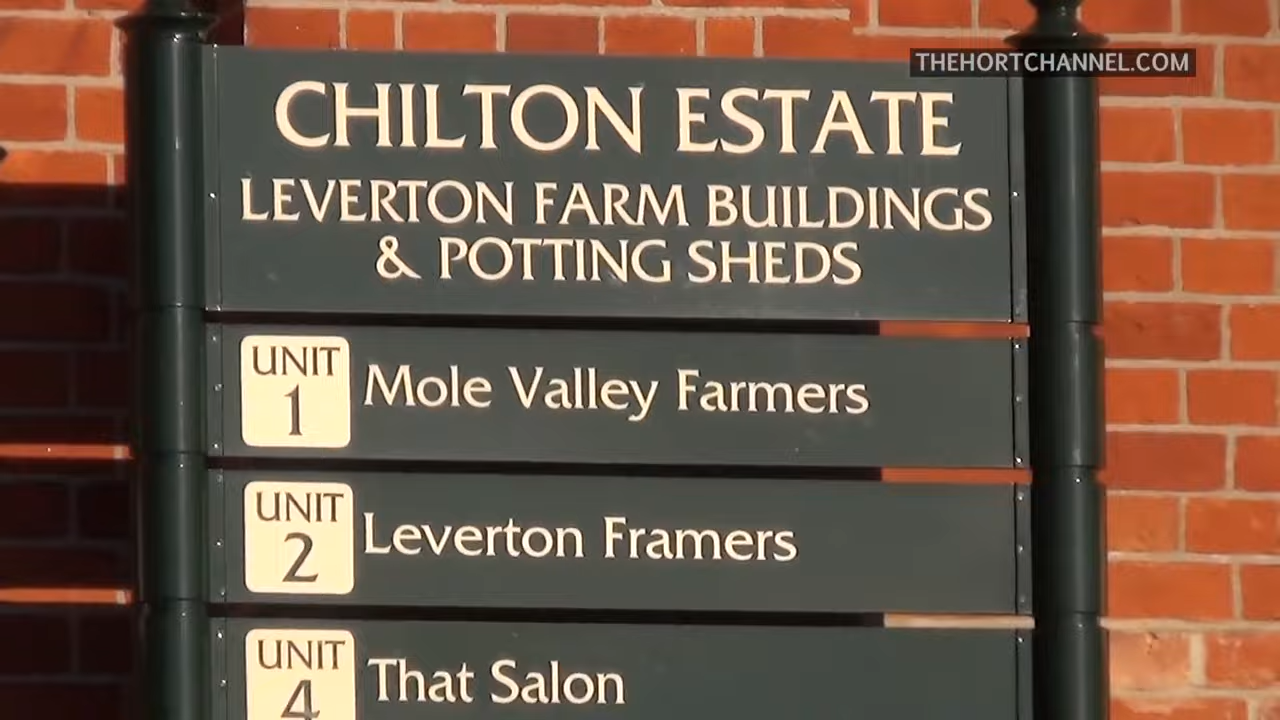 THEHORTCHANNEL.COM
CHILTON ESTATE
LEVERTON FARM BUILDINGS
& POTTING SHEDS
UNIT
1
Mole Valley Farmers
UNIT
2
Leverton Framers
UNIT
4
That Salon